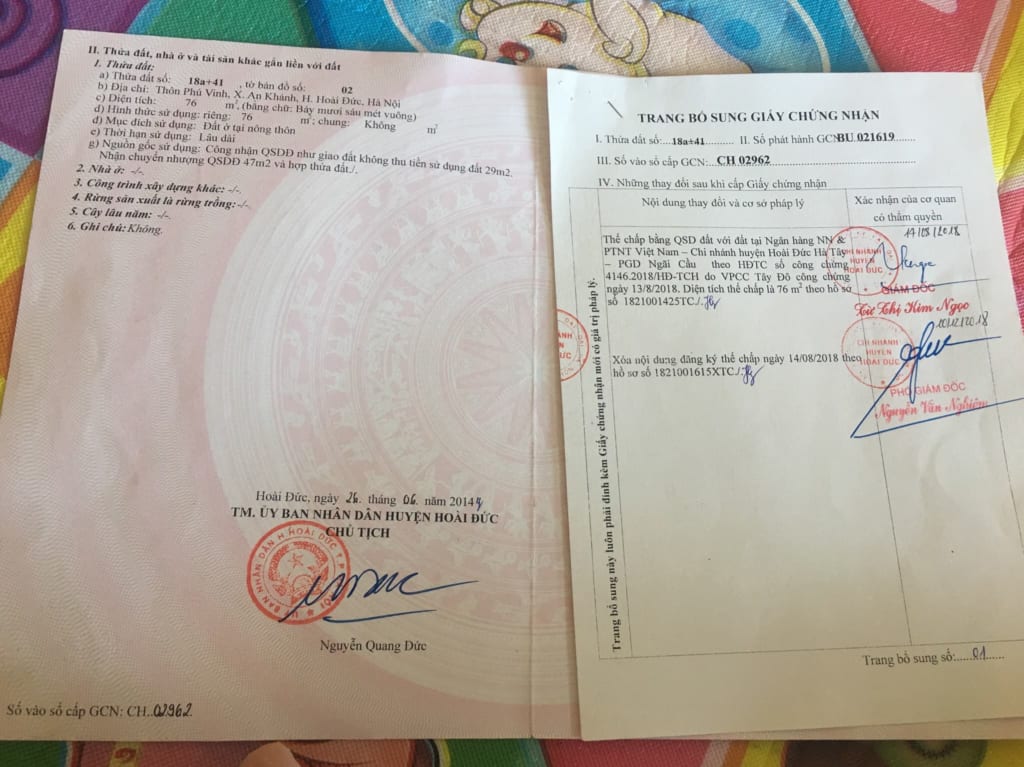 II. Thửa đất, nhà ở và tài sản khác gắn liền với đất
1. Thửa đất:
a) Thửa đất số: 18a+41 , tờ bản đồ số: 02
b) Địa chỉ: Thôn Phú Vinh, X. An Khánh, H. Hoài Đức, Hà Nội
c) Diện tích: 76 m², (bằng chữ: Bảy mươi sáu mét vuông)
d) Hình thức sử dụng: riêng: 76 m²; chung: Không m²
đ) Mục đích sử dụng: Đất ở tại nông thôn
e) Thời hạn sử dụng: Lâu dài
g) Nguồn gốc sử dụng: Công nhận QSDĐ như giao đất không thu tiền sử dụng đất 29m2.
Nhận chuyển nhượng QSDĐ 47m2 và hợp thửa đất./.
2. Nhà ở: -/-.
3. Công trình xây dựng khác: -/-.
4. Rừng sản xuất là rừng trồng: -/-.
5. Cây lâu năm: -/-.
6. Ghi chú: Không.
Hoài Đức, ngày 26 tháng 06 năm 2014
TM. ỦY BAN NHÂN DÂN HUYỆN HOÀI ĐỨC
CHỦ TỊCH
Nguyễn Quang Đức
Số vào sổ cấp GCN: CH..02962
TRANG BỔ SUNG GIẤY CHỨNG NHẬN
I. Thửa đất số: 18a+41 II. Số phát hành GCN BU 021619
III. Số vào sổ cấp GCN: CH 02962
IV. Những thay đổi sau khi cấp Giấy chứng nhận
Nội dung thay đổi và cơ sở pháp lý
Xác nhận của cơ quan
có thẩm quyền
Thế chấp bằng QSD đất với đất tại Ngân hàng NN &
PTNT Việt Nam – Chi nhánh huyện Hoài Đức Hà Tây
– PGD Ngãi Cầu theo HĐTC số công chứng
4146.2018/HĐ-TCH do VPCC Tây Đô công chứng
ngày 13/8/2018. Diện tích thế chấp là 76 m² theo hồ sơ
số 1821001425TC./.
14/08/2018
CHI NHÁNH
HUYỆN
HOÀI ĐỨC
GIÁM ĐỐC
Từ Thị Kim Ngọc
Xóa nội dung đăng ký thế chấp ngày 14/08/2018 theo
hồ sơ số 1821001615XTC./.
CHI NHÁNH
HUYỆN
HOÀI ĐỨC
PHÓ GIÁM ĐỐC
Nguyễn Văn Nghiêm
Trang bổ sung này luôn phải đính kèm Giấy chứng nhận mới có giá trị pháp lý.
Trang bổ sung số:......01......